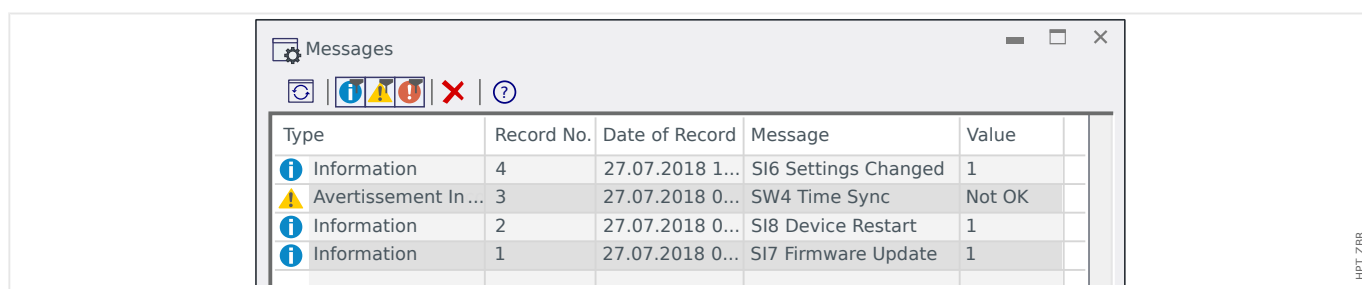 Messages
Type Record No. Date of Record Message Value
Information 4 27.07.2018 1... SI6 Settings Changed 1
Avertissement In... 3 27.07.2018 0... SW4 Time Sync Not OK
Information 2 27.07.2018 0... SI8 Device Restart 1
Information 1 27.07.2018 0... SI7 Firmware Update 1